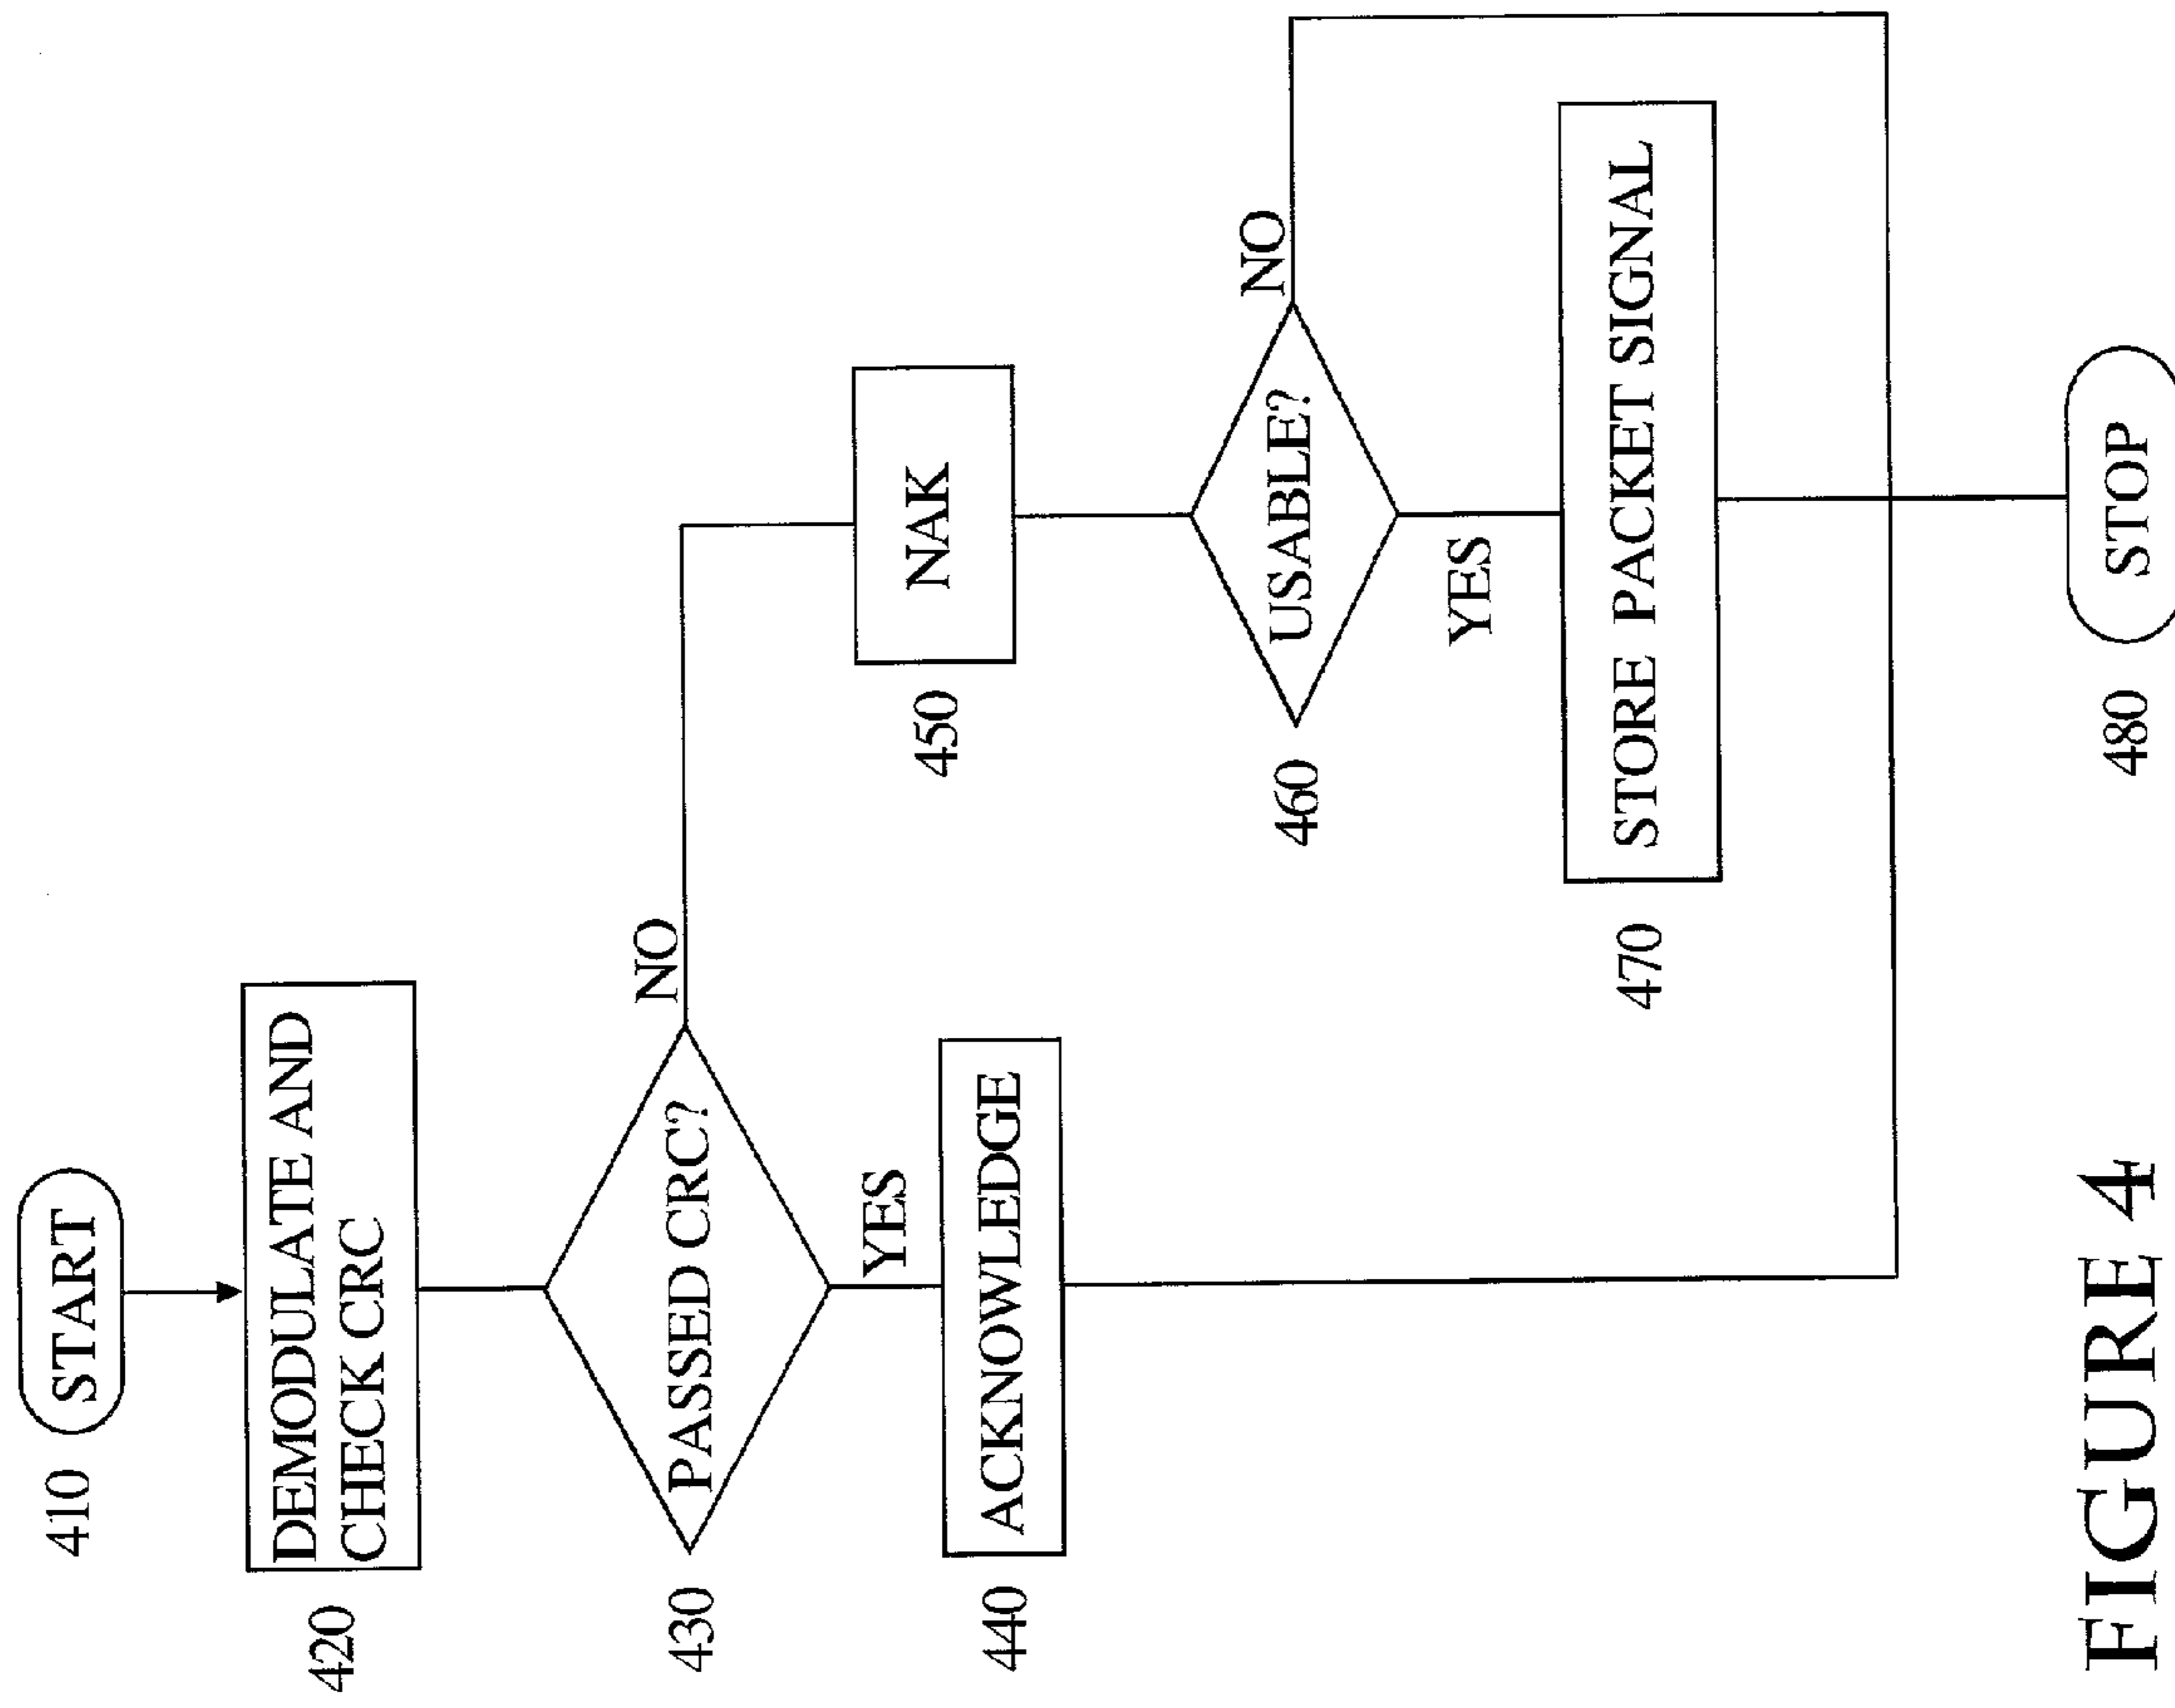 410
START
420
DEMODULATE AND
CHECK CRC
430
PASSED CRC?
NO
YES
440
ACKNOWLEDGE
450
NAK
460
USABLE?
NO
YES
470
STORE PACKET SIGNAL
480
STOP
FIGURE 4